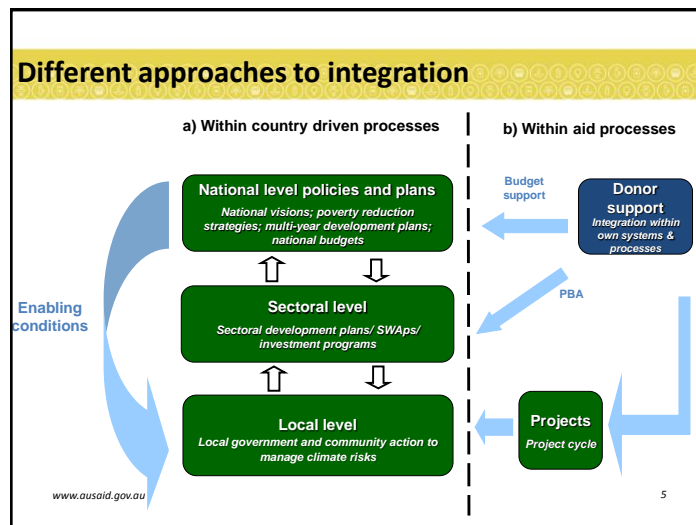 Different approaches to integration
a) Within country driven processes
b) Within aid processes
National level policies and plans
National visions; poverty reduction
strategies; multi-year development plans;
national budgets
Budget
support
Donor
support
Integration within
own systems &
processes
Enabling
conditions
Sectoral level
Sectoral development plans/ SWAps/
investment programs
PBA
Local level
Local government and community action to
manage climate risks
Projects
Project cycle
www.ausaid.gov.au
5